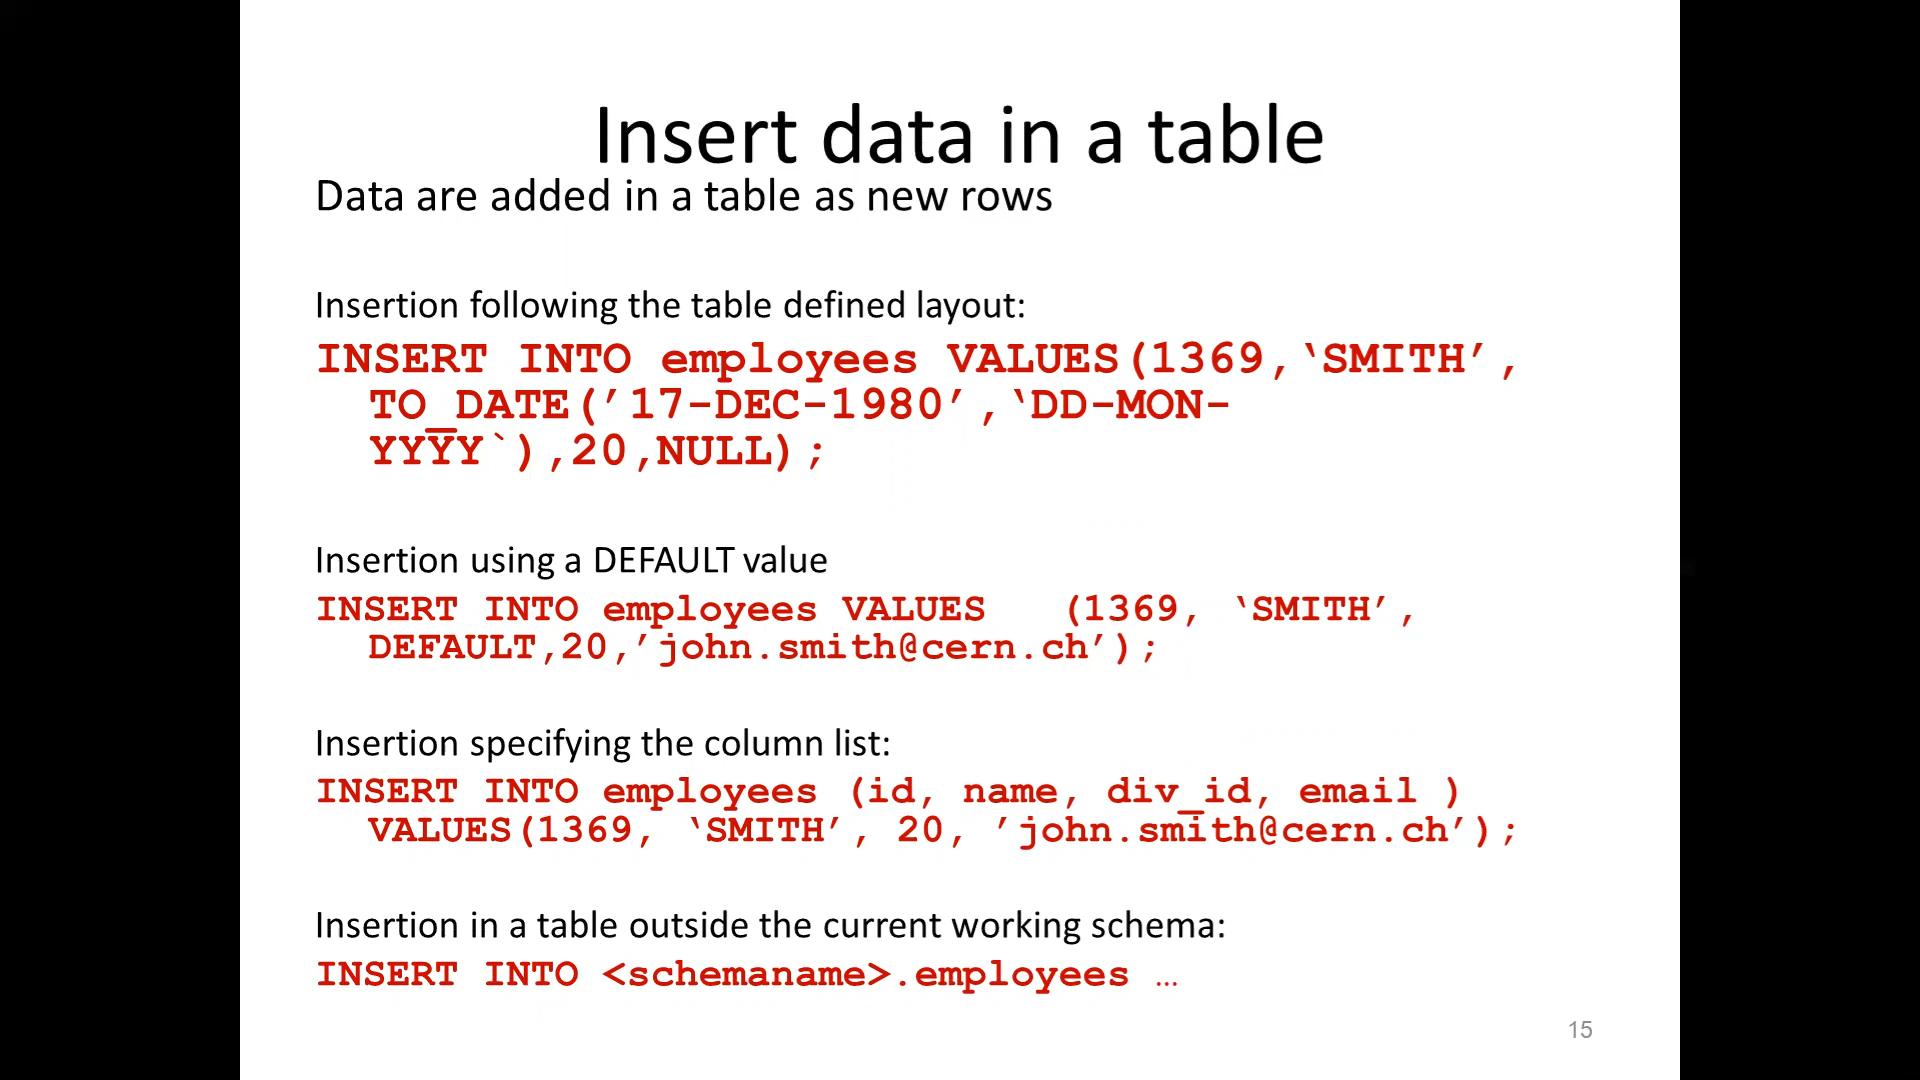 Insert data in a table
Data are added in a table as new rows
Insertion following the table defined layout:
INSERT INTO employees VALUES(1369,‘SMITH’,
TO_DATE(’17-DEC-1980’,‘DD-MON-
YYYY`),20,NULL);
Insertion using a DEFAULT value
INSERT INTO employees VALUES (1369, ‘SMITH’,
DEFAULT,20,’john.smith@cern.ch’);
Insertion specifying the column list:
INSERT INTO employees (id, name, div_id, email )
VALUES(1369, ‘SMITH’, 20, ’john.smith@cern.ch’);
Insertion in a table outside the current working schema:
INSERT INTO <schemaname>.employees …
15